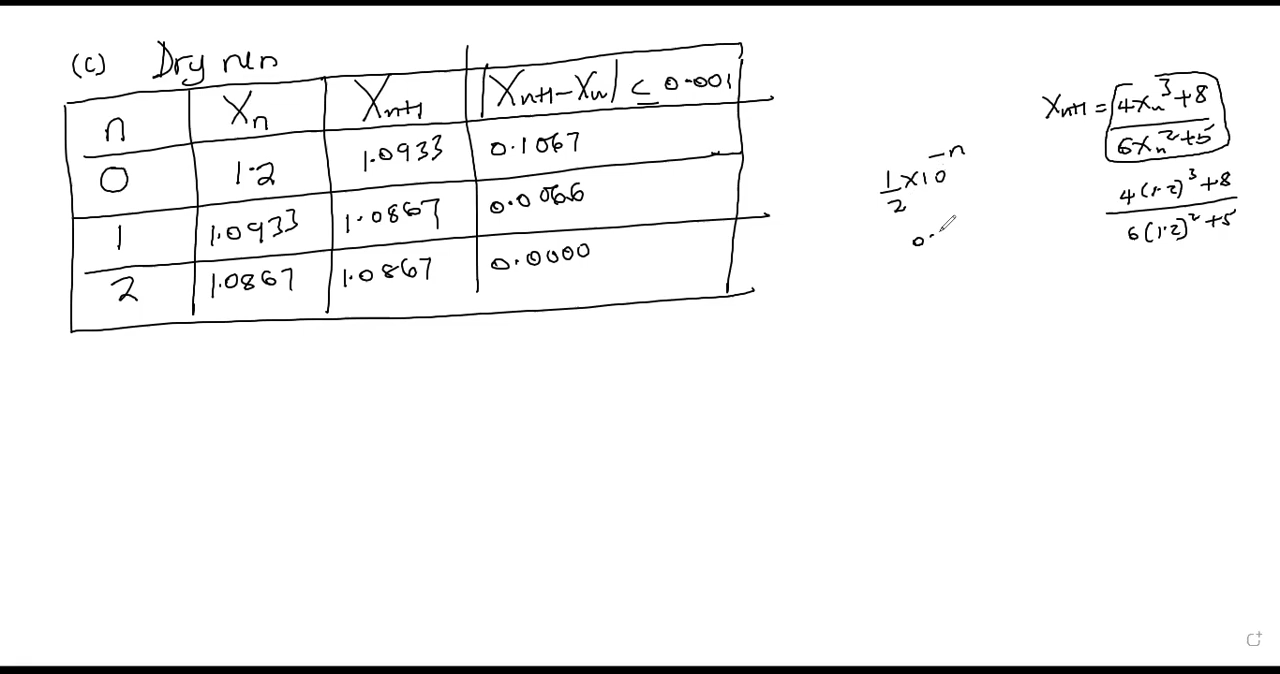 (c) Dry run
n Xn Xn+1 |Xn+1-Xn| ≤ 0.001
0 1.2 1.0933 0.1067
1 1.0933 1.0867 0.0066
2 1.0867 1.0867 0.0000
1/2 x10^-n
0.
Xn+1 = (4Xn^3+8)/(6Xn^2+5)
(4(1.2)^3+8)/(6(1.2)^2+5)